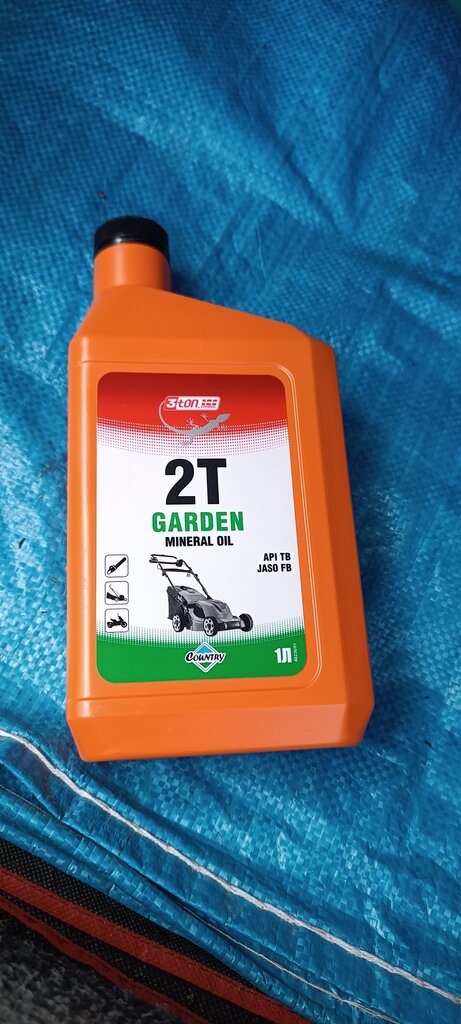 3ton
2T
GARDEN
MINERAL OIL
API TB
JASO FB
COUNTRY
1Л